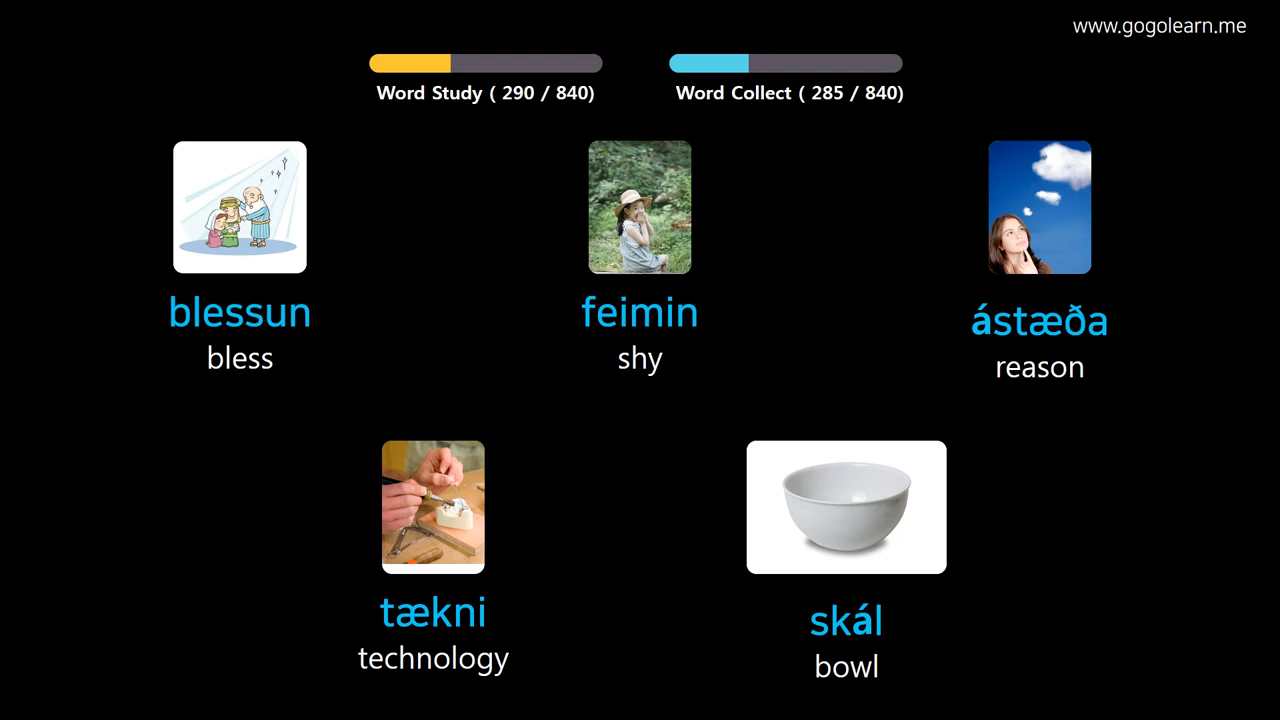 www.gogolearn.me
Word Study ( 290 / 840)
Word Collect ( 285 / 840)
blessun
bless
feimin
shy
ástæða
reason
tækni
technology
skál
bowl